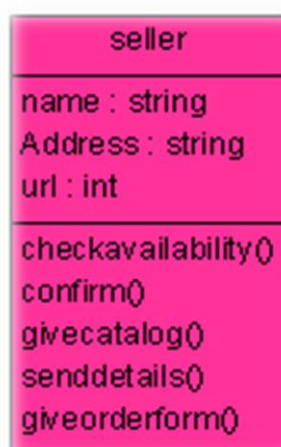 seller
name : string
Address : string
url : int
checkavailability()
confirm()
givecatalog()
senddetails()
giveorderform()